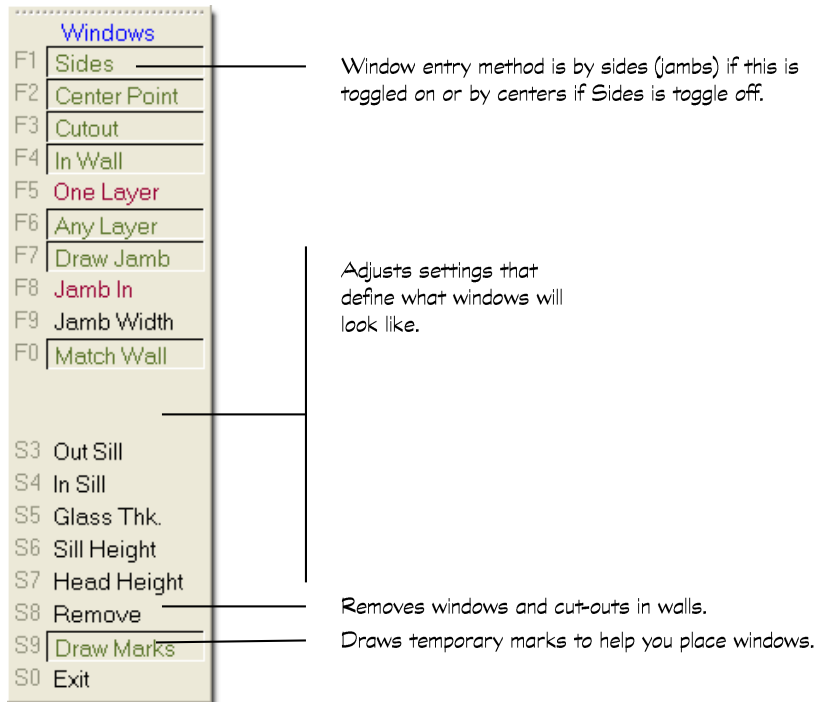 Windows
F1 Sides
F2 Center Point
F3 Cutout
F4 In Wall
F5 One Layer
F6 Any Layer
F7 Draw Jamb
F8 Jamb In
F9 Jamb Width
F0 Match Wall
S3 Out Sill
S4 In Sill
S5 Glass Thk.
S6 Sill Height
S7 Head Height
S8 Remove
S9 Draw Marks
S0 Exit
Window entry method is by sides (jambs) if this is
toggled on or by centers if Sides is toggle off.
Adjusts settings that
define what windows will
look like.
Removes windows and cut-outs in walls.
Draws temporary marks to help you place windows.